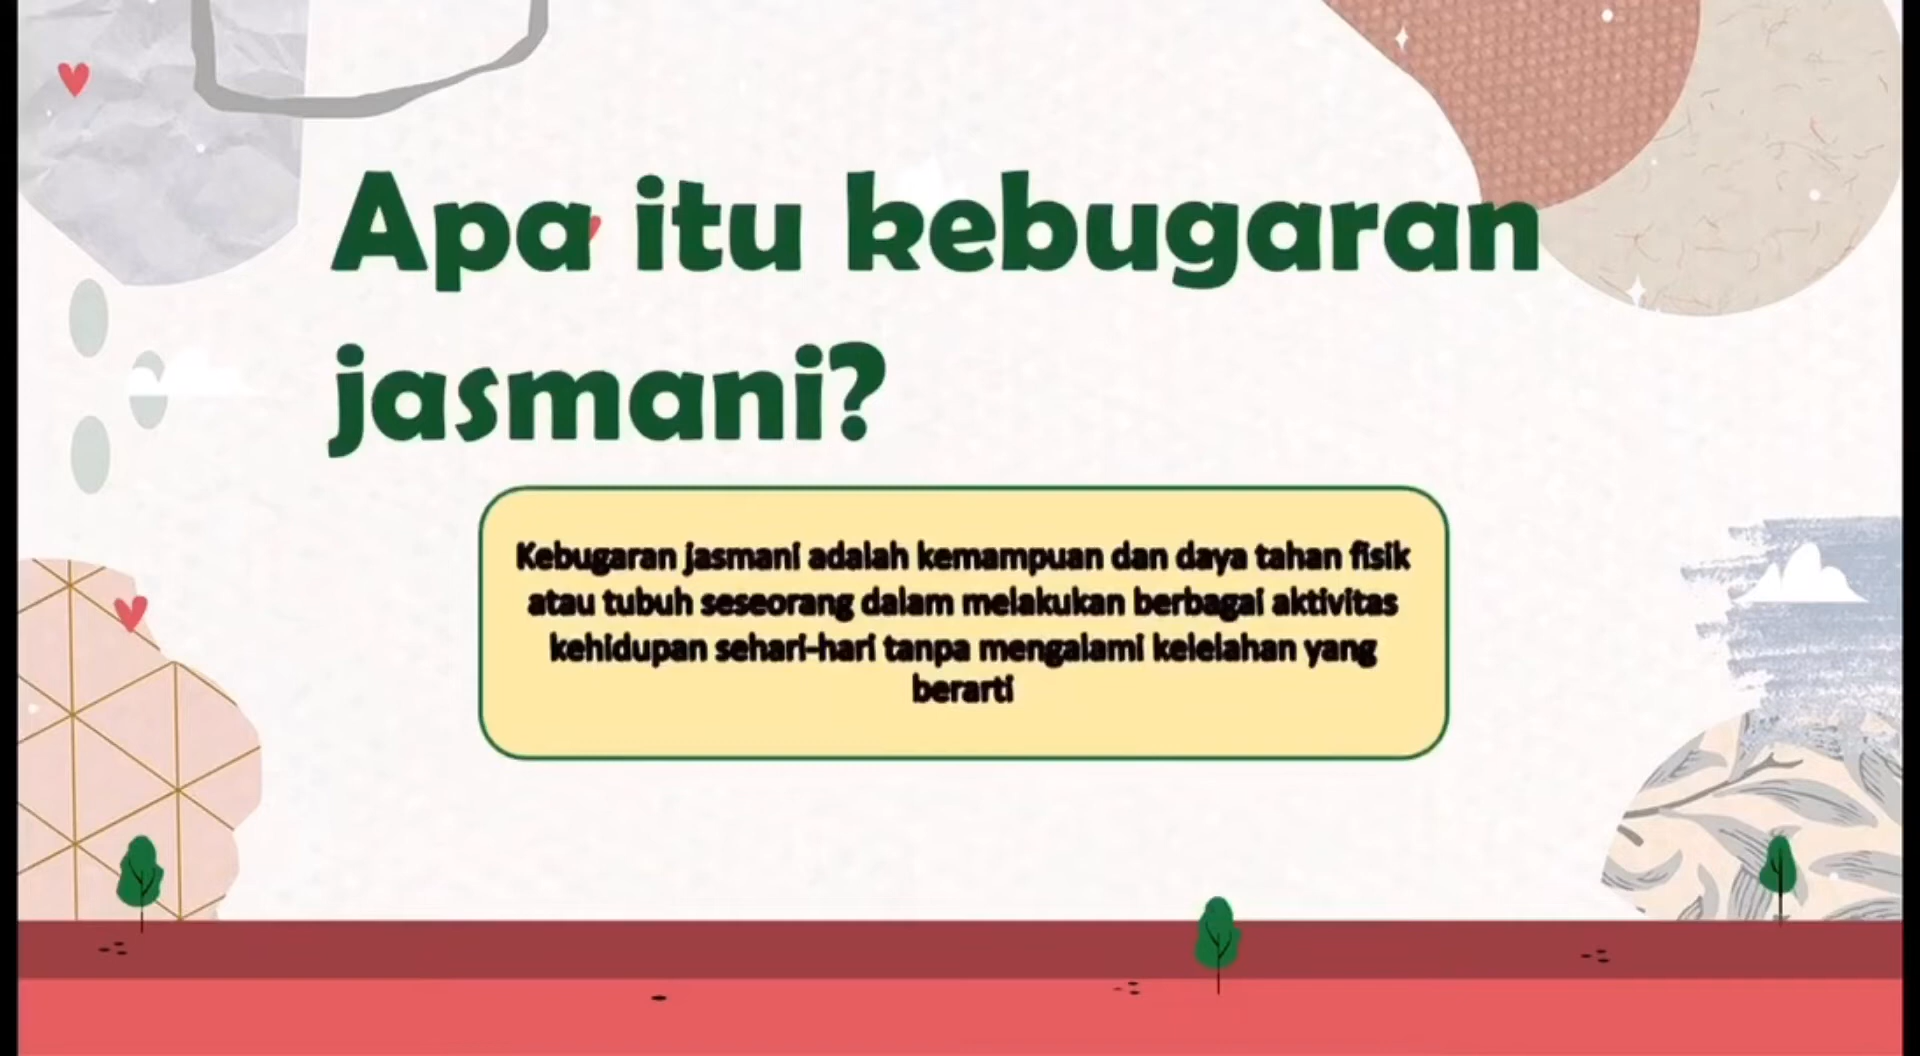 Apa itu kebugaran
jasmani?
Kebugaran jasmani adalah kemampuan dan daya tahan fisik
atau tubuh seseorang dalam melakukan berbagai aktivitas
kehidupan sehari-hari tanpa mengalami kelelahan yang
berarti